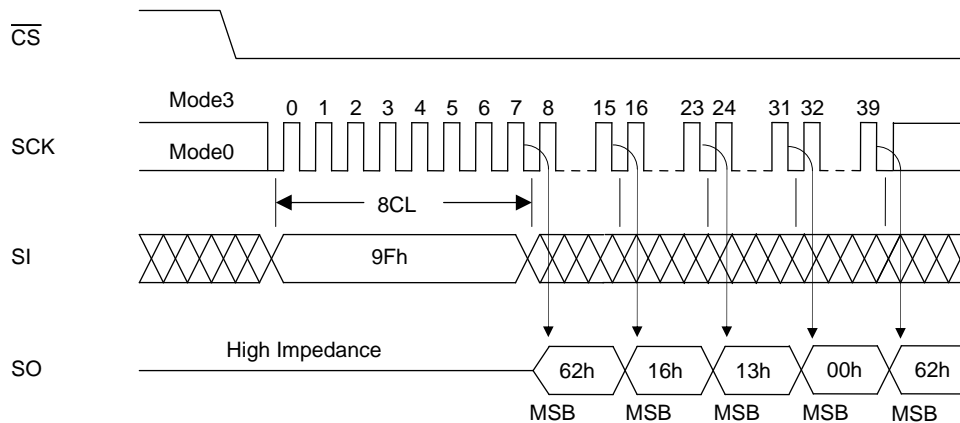 CS
Mode3
0 1 2 3 4 5 6 7 8 15 16 23 24 31 32 39
SCK
Mode0
8CL
SI
9Fh
High Impedance
SO
62h 16h 13h 00h 62h
MSB MSB MSB MSB MSB